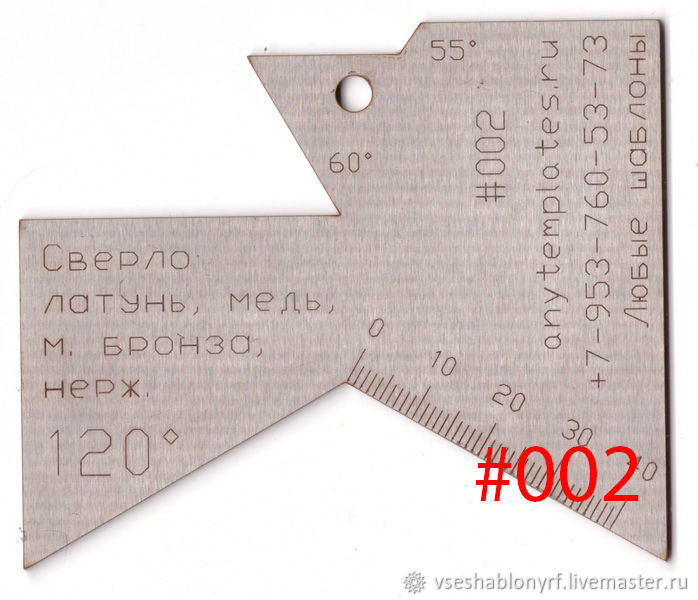 55°
60°
#002
anytemplates.ru
+7-953-760-53-73
Любые шаблоны
Сверло
латунь, медь,
м. бронза,
нерж.
120°
0
10
20
30
40
#002
vseshablonyrf.livemaster.ru